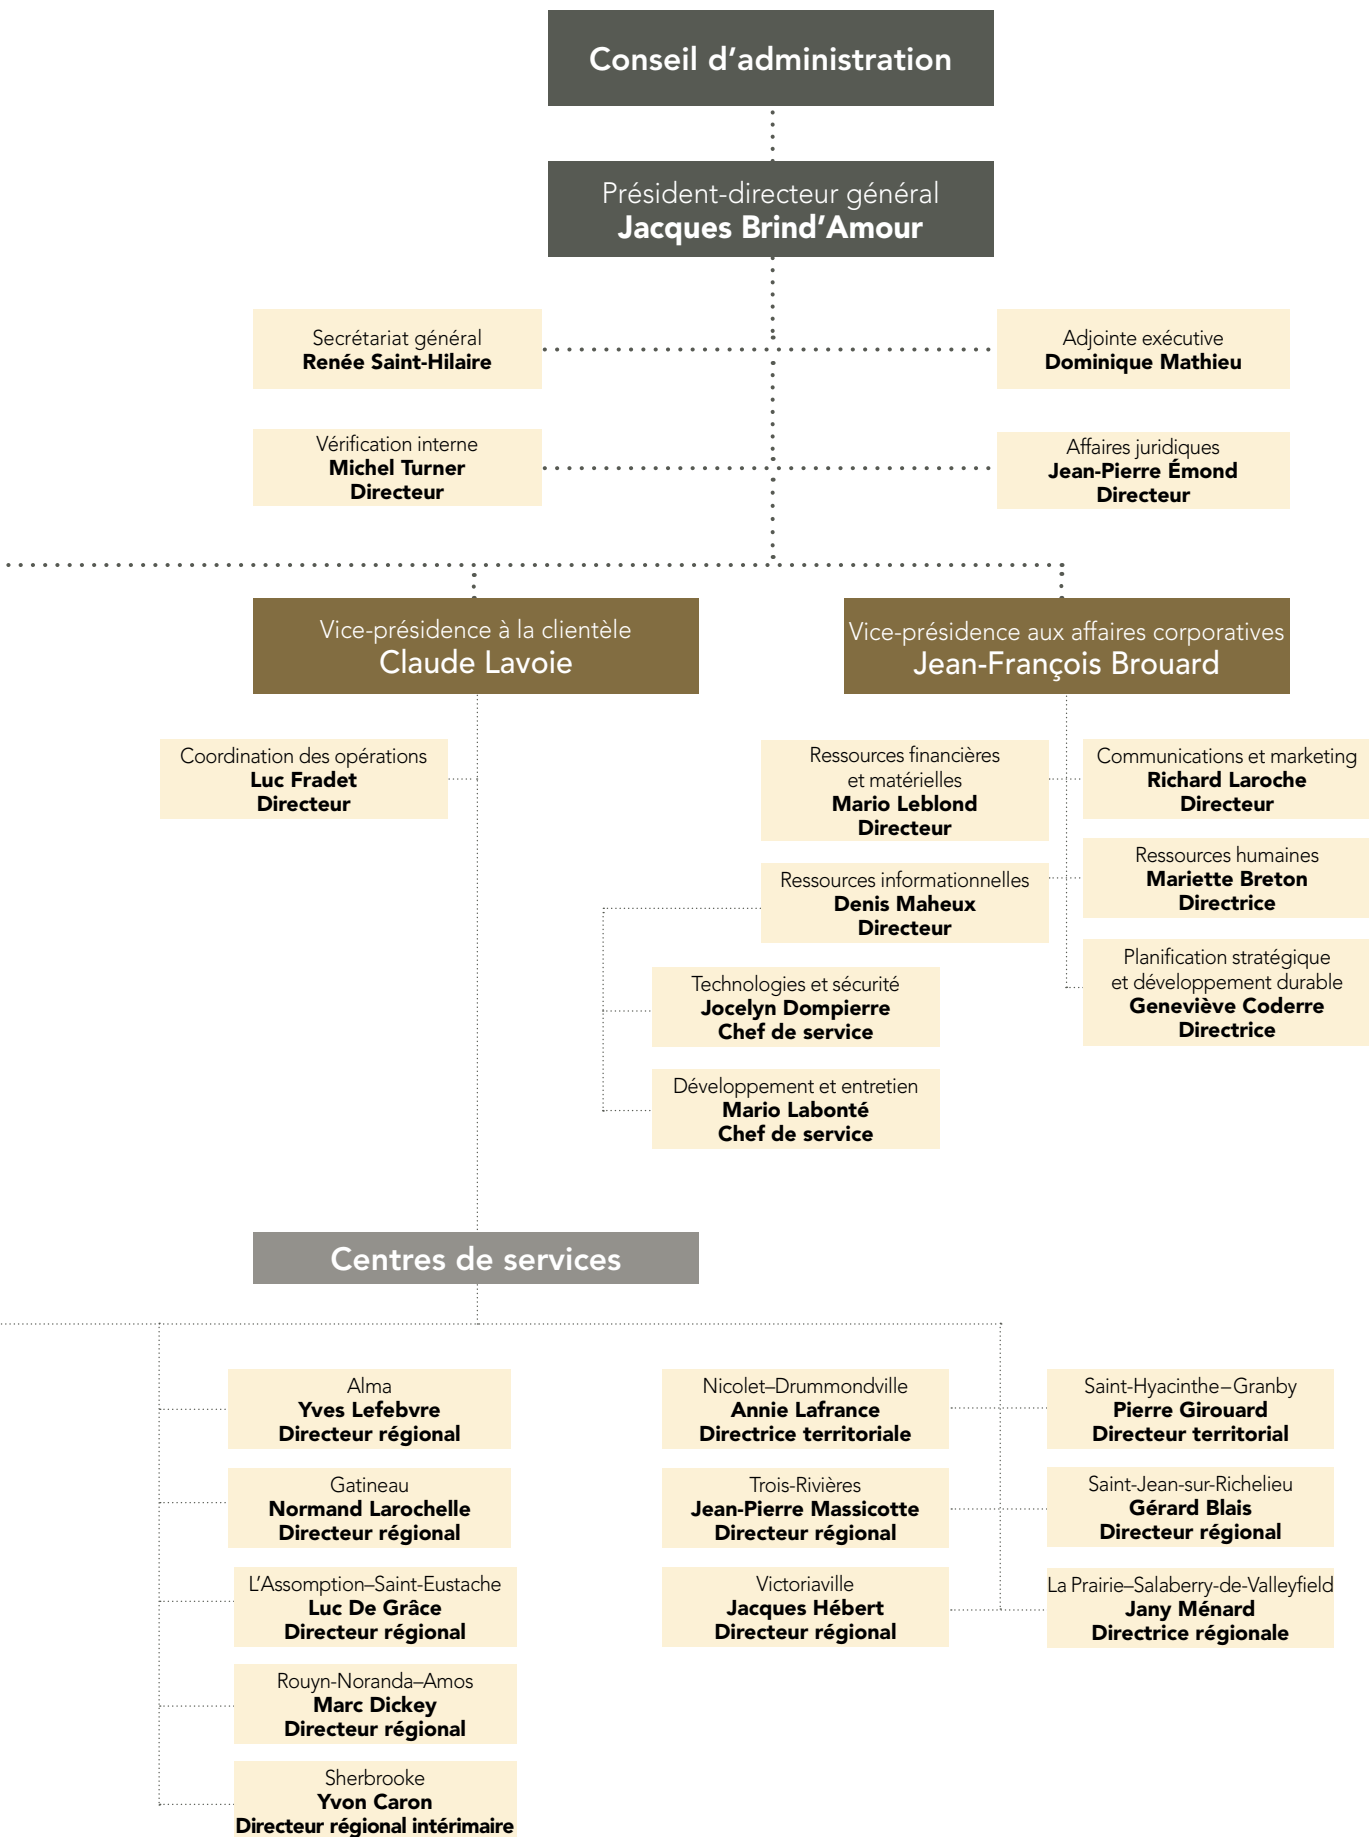 Conseil d’administration
Président-directeur général
Jacques Brind’Amour
Secrétariat général
Renée Saint-Hilaire
Adjointe exécutive
Dominique Mathieu
Vérification interne
Michel Turner
Directeur
Affaires juridiques
Jean-Pierre Émond
Directeur
Vice-présidence à la clientèle
Claude Lavoie
Vice-présidence aux affaires corporatives
Jean-François Brouard
Coordination des opérations
Luc Fradet
Directeur
Ressources financières
et matérielles
Mario Leblond
Directeur
Communications et marketing
Richard Laroche
Directeur
Ressources informationnelles
Denis Maheux
Directeur
Ressources humaines
Mariette Breton
Directrice
Technologies et sécurité
Jocelyn Dompierre
Chef de service
Planification stratégique
et développement durable
Geneviève Coderre
Directrice
Développement et entretien
Mario Labonté
Chef de service
Centres de services
Alma
Yves Lefebvre
Directeur régional
Gatineau
Normand Larochelle
Directeur régional
L’Assomption–Saint-Eustache
Luc De Grâce
Directeur régional
Rouyn-Noranda–Amos
Marc Dickey
Directeur régional
Sherbrooke
Yvon Caron
Directeur régional intérimaire
Nicolet–Drummondville
Annie Lafrance
Directrice territoriale
Trois-Rivières
Jean-Pierre Massicotte
Directeur régional
Victoriaville
Jacques Hébert
Directeur régional
Saint-Hyacinthe–Granby
Pierre Girouard
Directeur territorial
Saint-Jean-sur-Richelieu
Gérard Blais
Directeur régional
La Prairie–Salaberry-de-Valleyfield
Jany Ménard
Directrice régionale